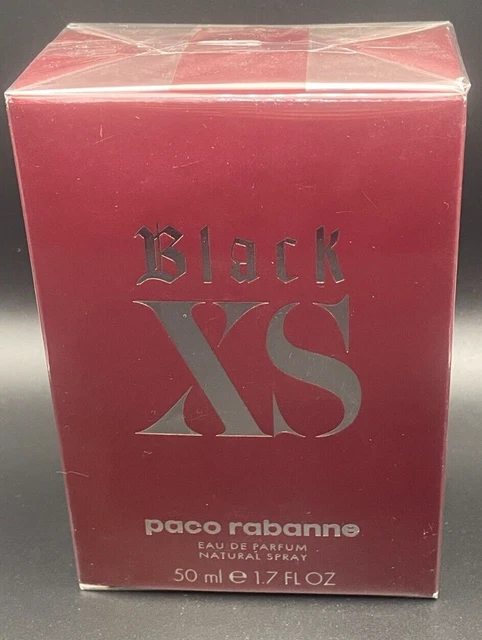 Black
XS
paco rabanne
EAU DE PARFUM
NATURAL SPRAY
50 ml ℮ 1.7 FL OZ